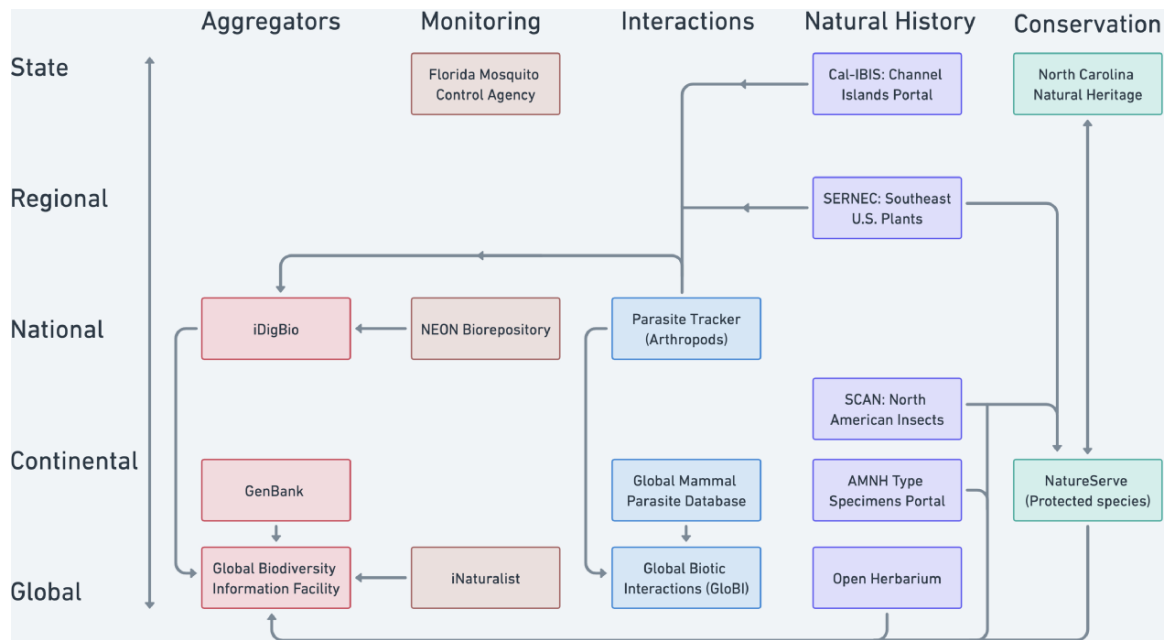 Aggregators
Monitoring
Interactions
Natural History
Conservation
State
Florida Mosquito
Control Agency
Cal-IBIS: Channel
Islands Portal
North Carolina
Natural Heritage
Regional
SERNEC: Southeast
U.S. Plants
National
iDigBio
NEON Biorepository
Parasite Tracker
(Arthropods)
SCAN: North
American Insects
Continental
GenBank
Global Mammal
Parasite Database
AMNH Type
Specimens Portal
NatureServe
(Protected species)
Global
Global Biodiversity
Information Facility
iNaturalist
Global Biotic
Interactions (GloBI)
Open Herbarium